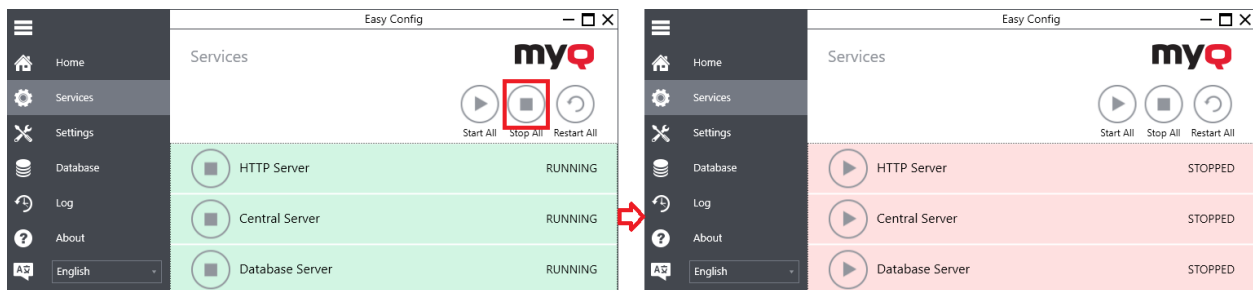 Easy Config
Home
Services
Settings
Database
Log
About
A
English
Services
myQ
Start All
Stop All
Restart All
HTTP Server RUNNING
Central Server RUNNING
Database Server RUNNING
Easy Config
Home
Services
Settings
Database
Log
About
A
English
Services
myQ
Start All
Stop All
Restart All
HTTP Server STOPPED
Central Server STOPPED
Database Server STOPPED